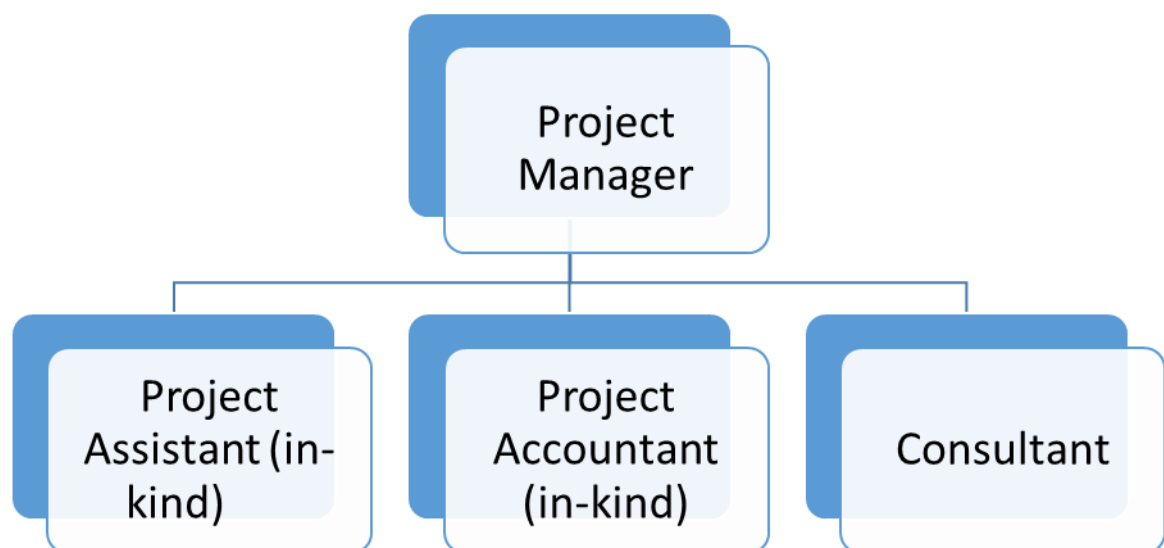 Project
Manager
Project
Assistant (in-
kind)
Project
Accountant
(in-kind)
Consultant